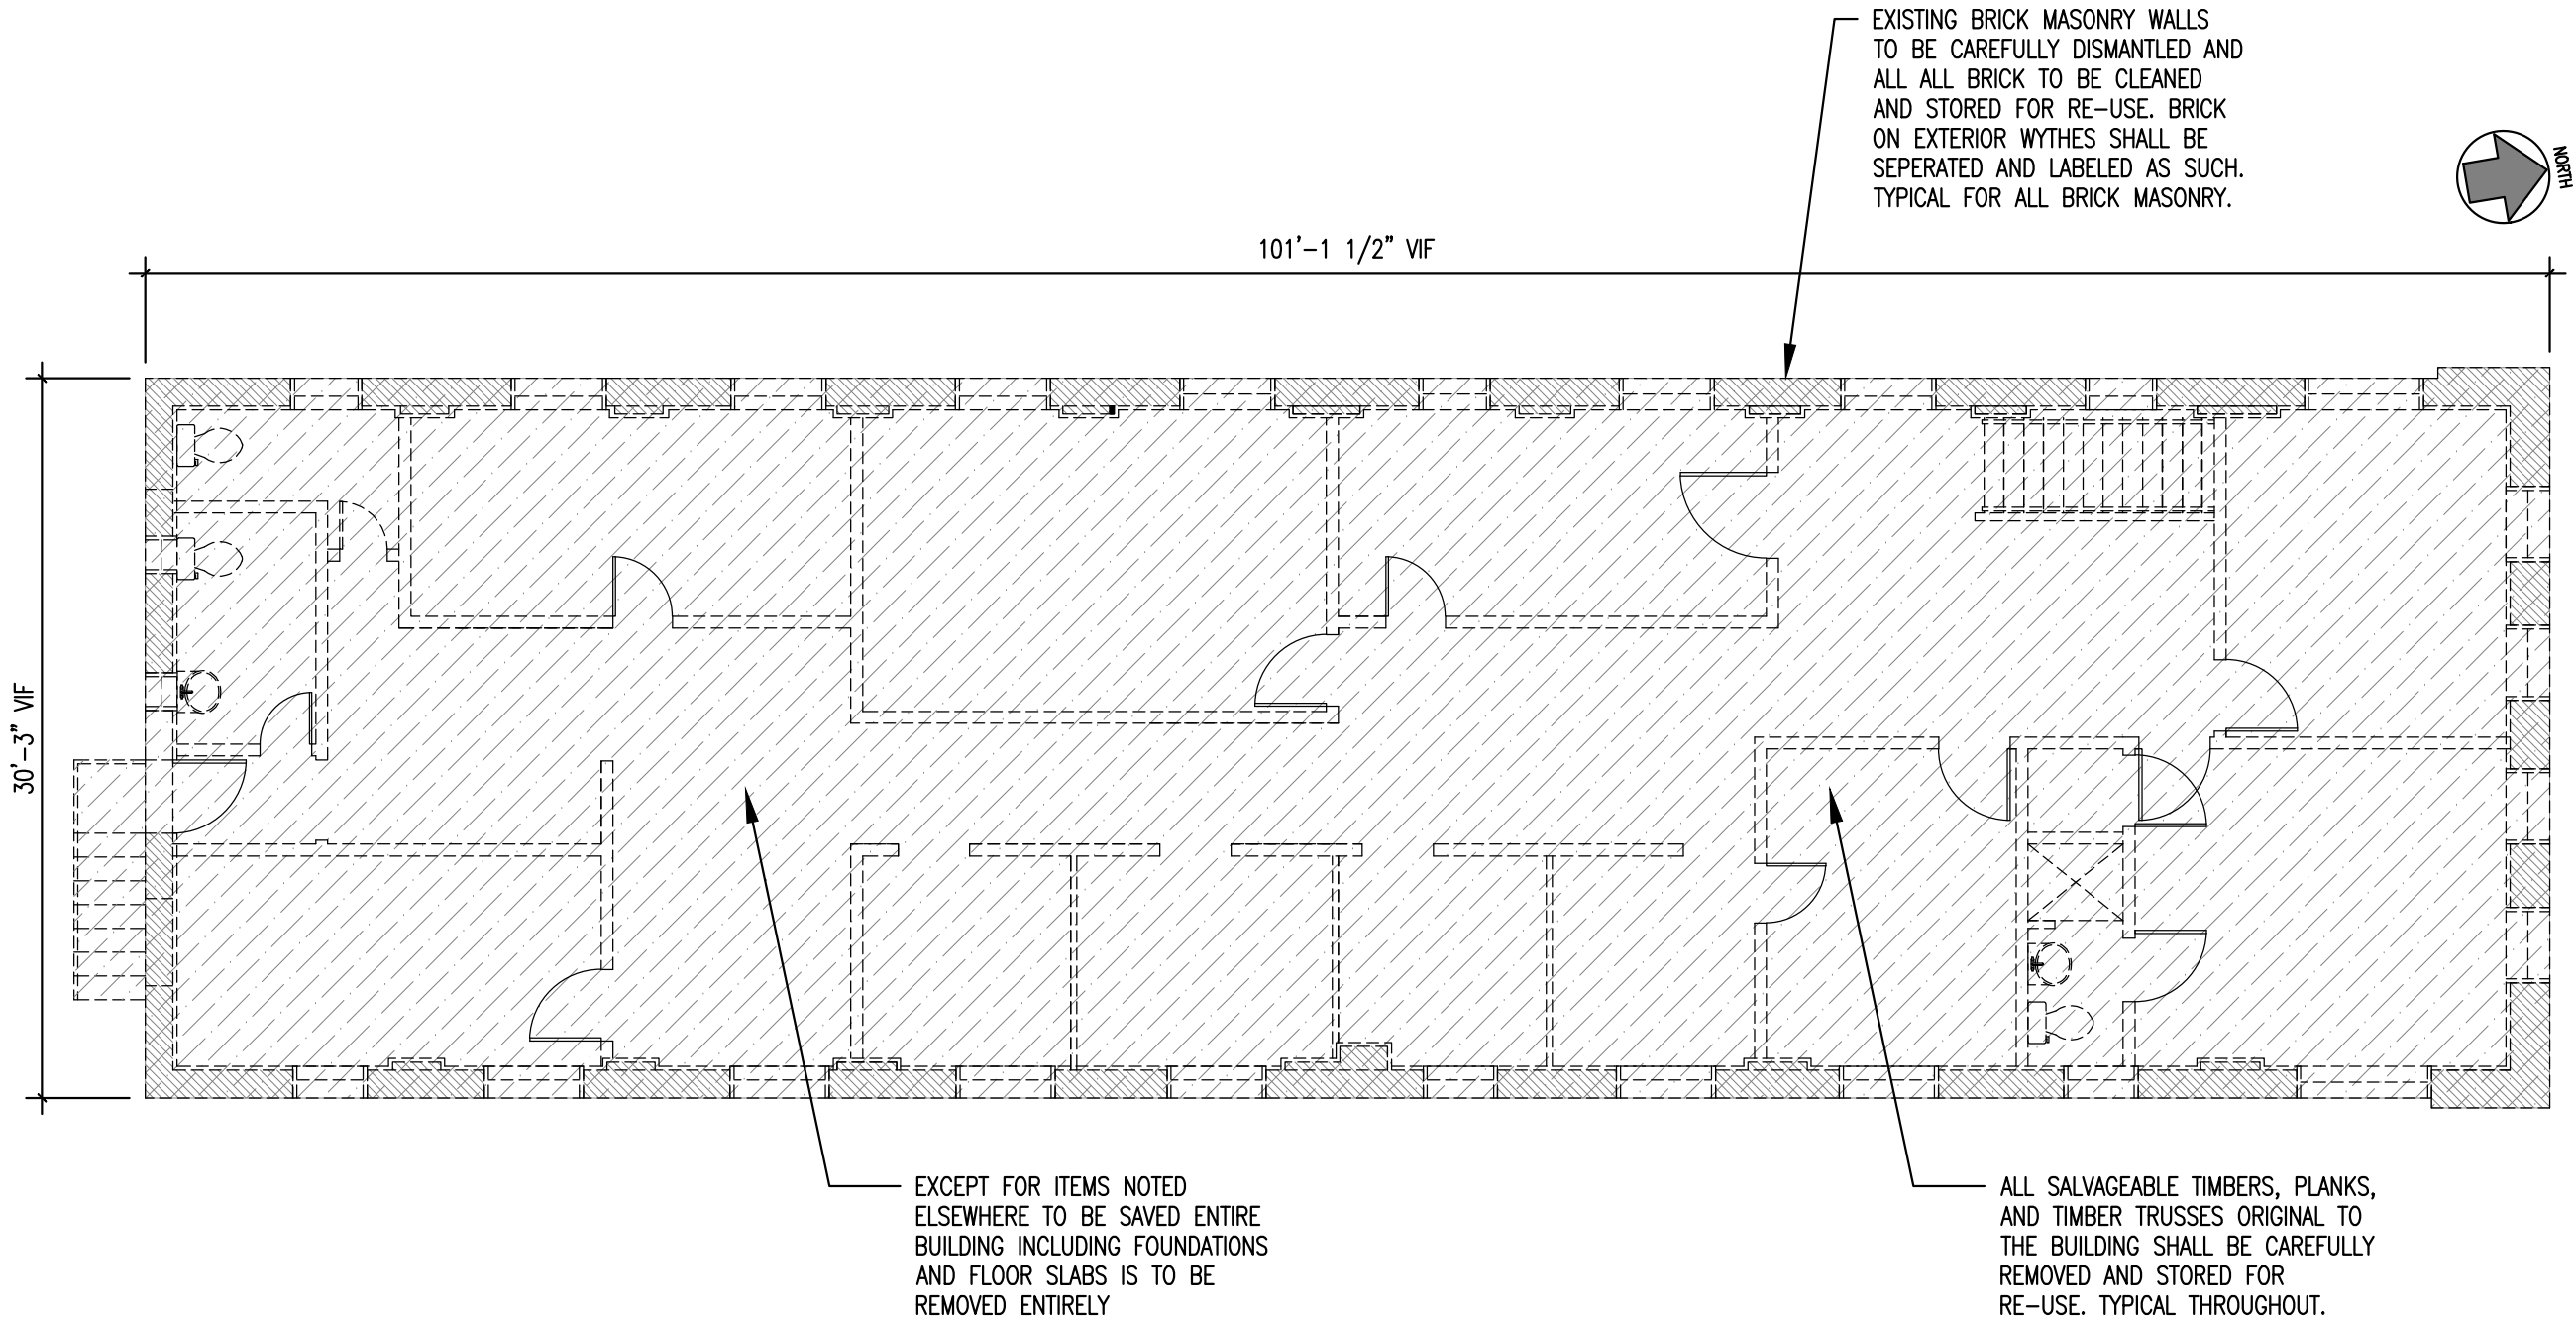 EXISTING BRICK MASONRY WALLS
TO BE CAREFULLY DISMANTLED AND
ALL ALL BRICK TO BE CLEANED
AND STORED FOR RE-USE. BRICK
ON EXTERIOR WYTHES SHALL BE
SEPERATED AND LABELED AS SUCH.
TYPICAL FOR ALL BRICK MASONRY.
NORTH
101'-1 1/2" VIF
30'-3" VIF
EXCEPT FOR ITEMS NOTED
ELSEWHERE TO BE SAVED ENTIRE
BUILDING INCLUDING FOUNDATIONS
AND FLOOR SLABS IS TO BE
REMOVED ENTIRELY
ALL SALVAGEABLE TIMBERS, PLANKS,
AND TIMBER TRUSSES ORIGINAL TO
THE BUILDING SHALL BE CAREFULLY
REMOVED AND STORED FOR
RE-USE. TYPICAL THROUGHOUT.